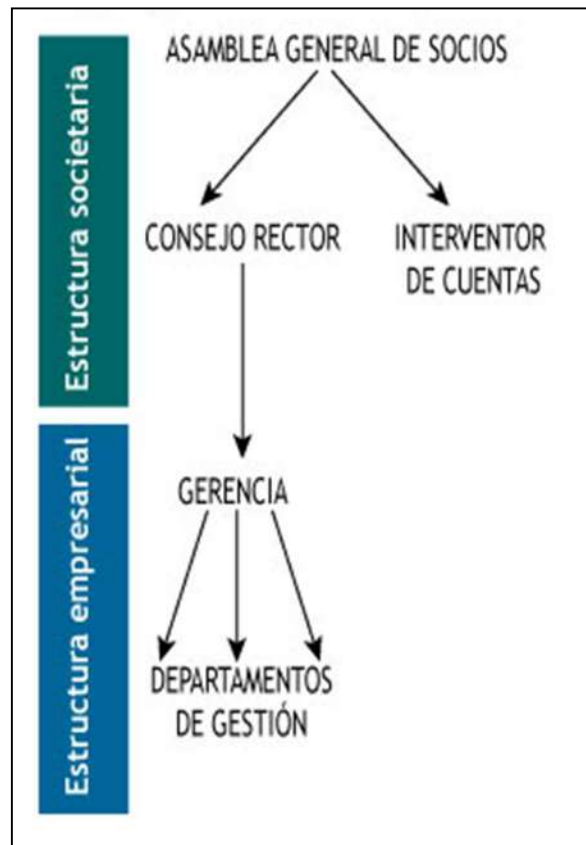 Estructura societaria
ASAMBLEA GENERAL DE SOCIOS
CONSEJO RECTOR
INTERVENTOR
DE CUENTAS
Estructura empresarial
GERENCIA
DEPARTAMENTOS
DE GESTIÓN